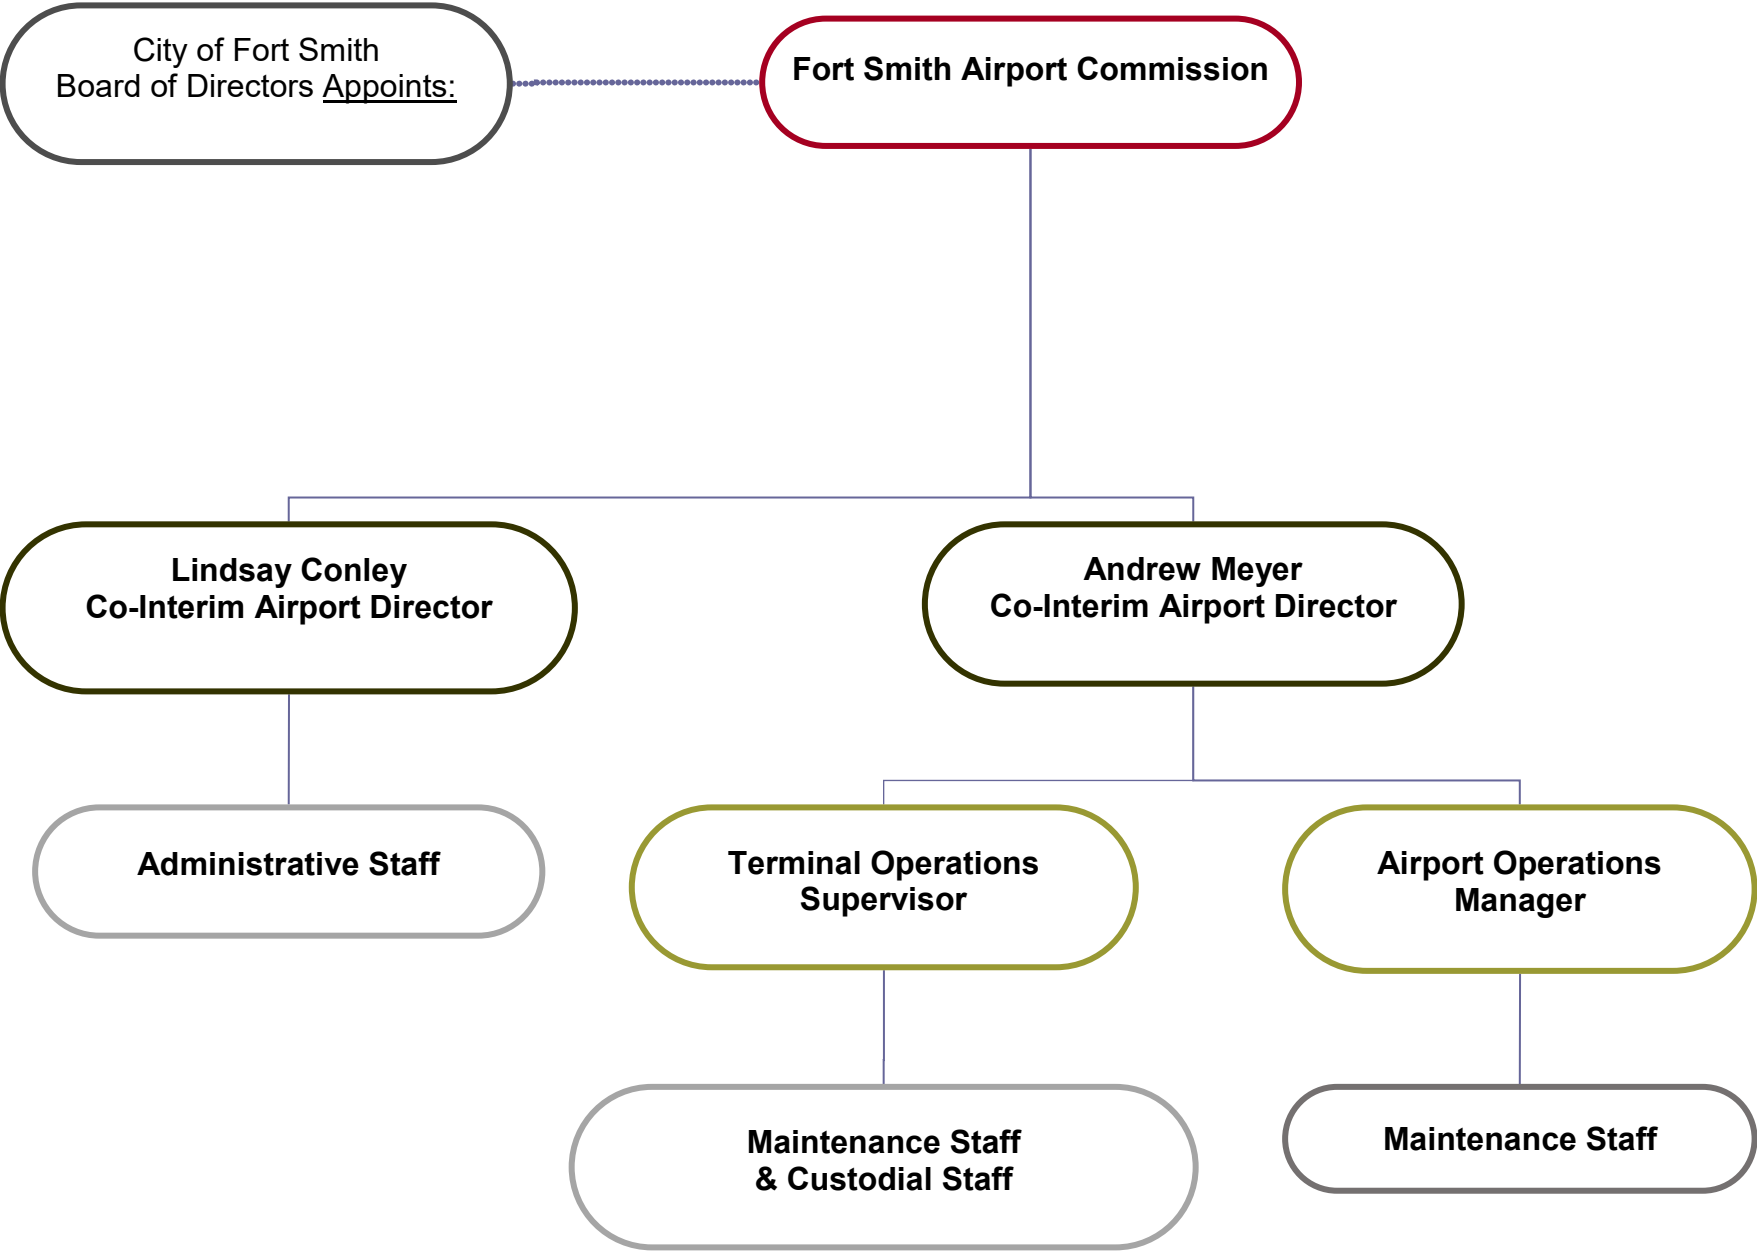 City of Fort Smith
Board of Directors Appoints:
Fort Smith Airport Commission
Lindsay Conley
Co-Interim Airport Director
Andrew Meyer
Co-Interim Airport Director
Administrative Staff
Terminal Operations
Supervisor
Airport Operations
Manager
Maintenance Staff
& Custodial Staff
Maintenance Staff